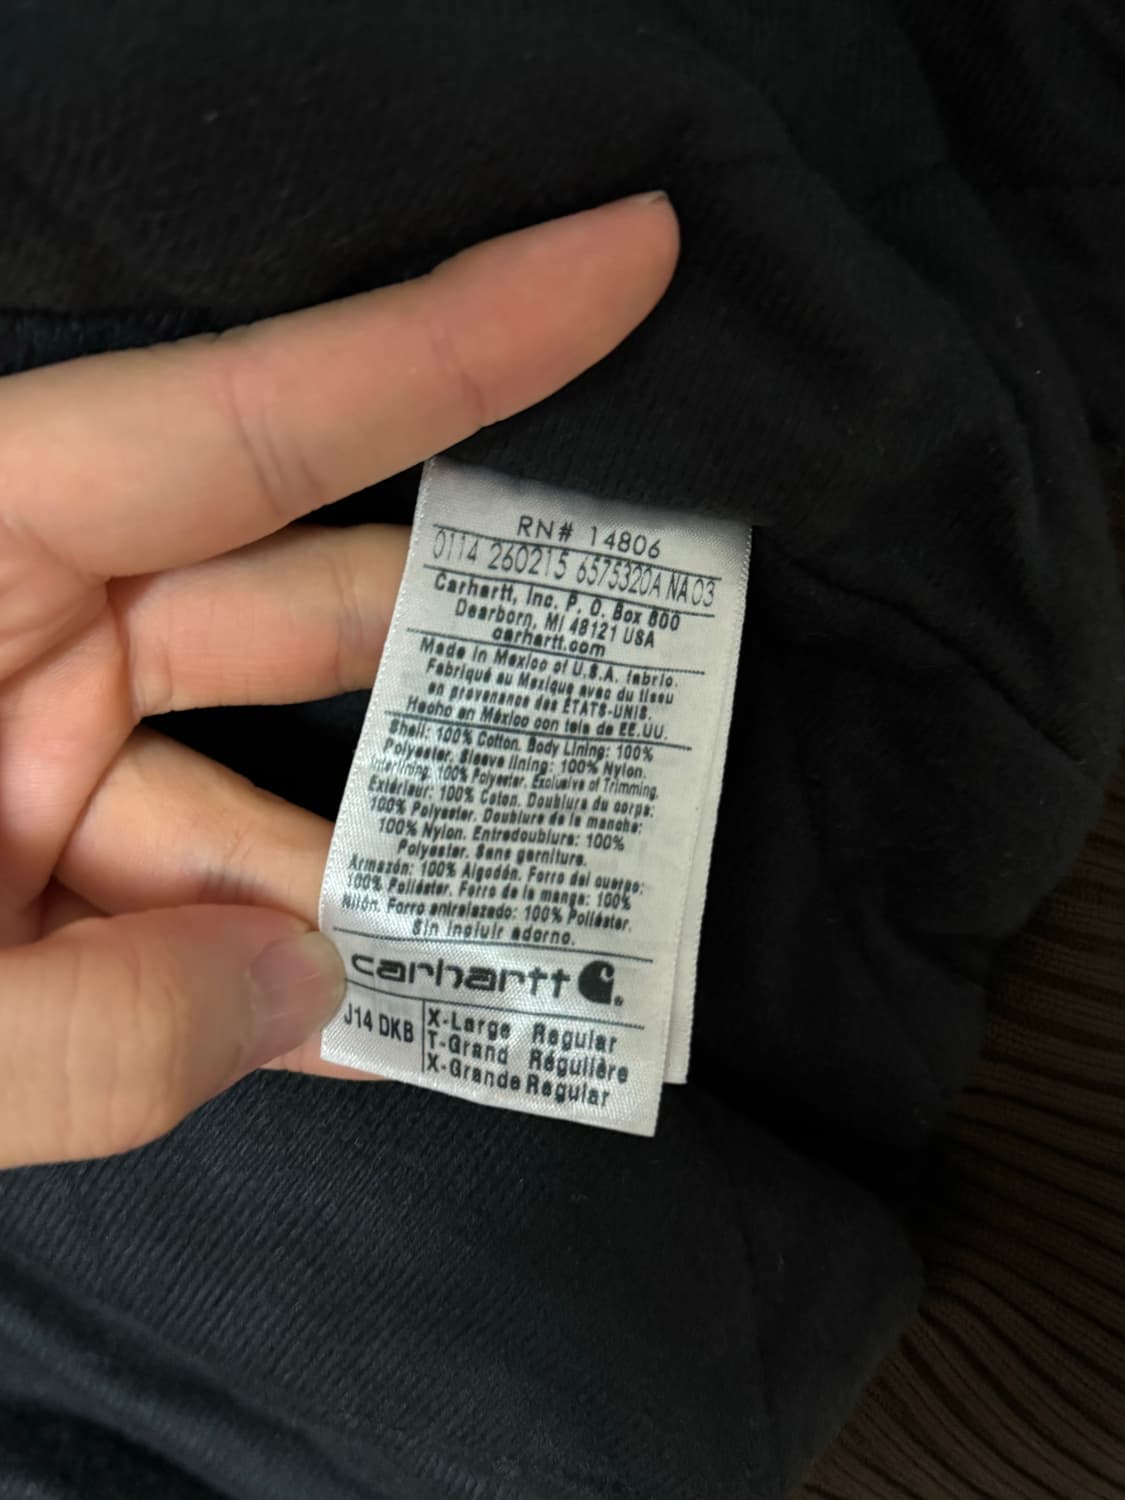 RN# 14806
0114 260215 6575320A NA 03
Carhartt, Inc. P. O. Box 800
Dearborn, MI 48121 USA
carhartt.com
Made in Mexico of U.S.A. fabric.
Fabriqué au Mexique avec du tissu
en provenance des ÉTATS-UNIS.
Hecho en México con tela de EE.UU.
Shell: 100% Cotton. Body Lining: 100%
Polyester. Sleeve lining: 100% Nylon.
Interlining: 100% Polyester. Exclusive of Trimming.
Extérieur: 100% Coton. Doublure du corps:
100% Polyester. Doublure de la manche:
100% Nylon. Entredoublure: 100%
Polyester. Sans garniture.
Armazón: 100% Algodón. Forro del cuerpo:
100% Poliéster. Forro de la manga: 100%
Nilón. Forro entrelazado: 100% Poliéster.
Sin incluir adorno.
carhartt
J14 DKB
X-Large Regular
T-Grand Régulière
X-Grande Regular